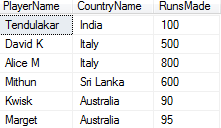 PlayerName CountryName RunsMade
Tendulakar India 100
David K Italy 500
Alice M Italy 800
Mithun Sri Lanka 600
Kwisk Australia 90
Marget Australia 95